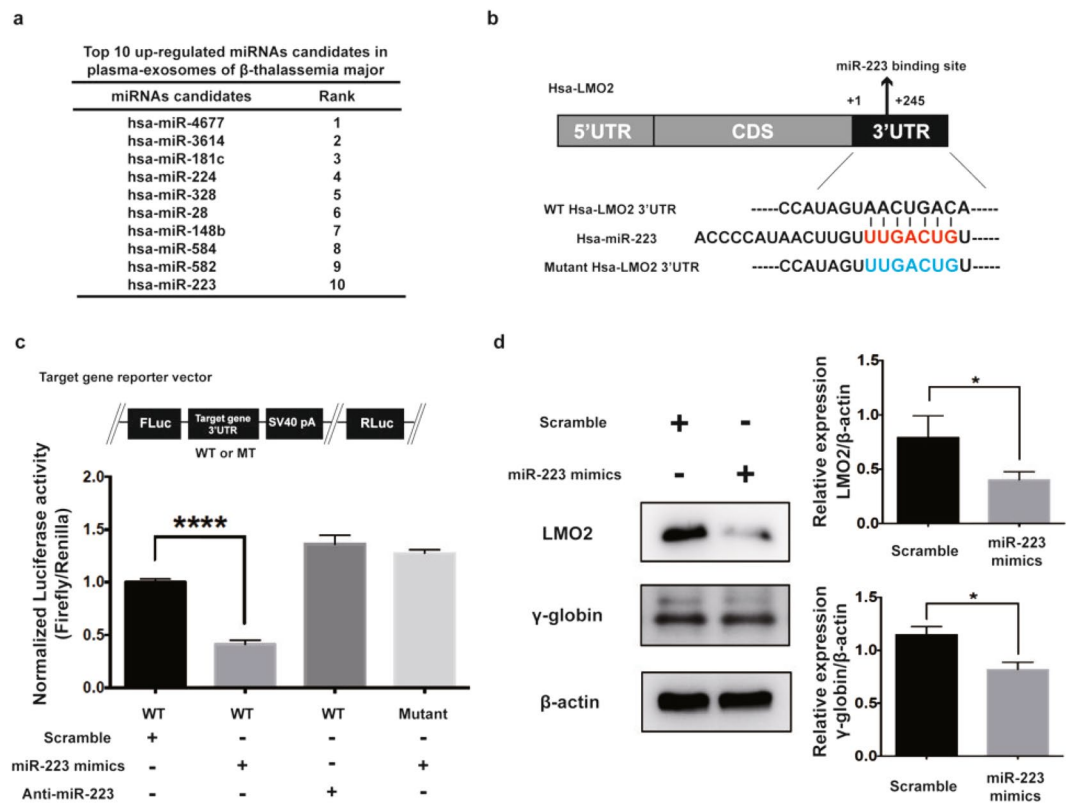 a
Top 10 up-regulated miRNAs candidates in
plasma-exosomes of β-thalassemia major
miRNAs candidates Rank
hsa-miR-4677 1
hsa-miR-3614 2
hsa-miR-181c 3
hsa-miR-224 4
hsa-miR-328 5
hsa-miR-28 6
hsa-miR-148b 7
hsa-miR-584 8
hsa-miR-582 9
hsa-miR-223 10
b
miR-223 binding site
Hsa-LMO2
+1 +245
5'UTR CDS 3'UTR
WT Hsa-LMO2 3'UTR -----CCAUAGUAACUGACA-----
Hsa-miR-223 ACCCCAUAACUUGUUUGACUGU-----
Mutant Hsa-LMO2 3'UTR -----CCAUAGUUUGACUGU-----
c
Target gene reporter vector
FLuc Target gene 3'UTR SV40 pA RLuc
WT or MT
Normalized Luciferase activity
(Firefly/Renilla)
2.0
1.5
1.0
0.5
0.0
****
WT WT WT Mutant
Scramble + - - -
miR-223 mimics - + - +
Anti-miR-223 - - + -
d
Scramble + -
miR-223 mimics - +
LMO2
γ-globin
β-actin
Relative expression
LMO2/β-actin
1.5
1.0
0.5
0.0
*
Scramble miR-223
mimics
Relative expression
γ-globin/β-actin
1.5
1.0
0.5
0.0
*
Scramble miR-223
mimics